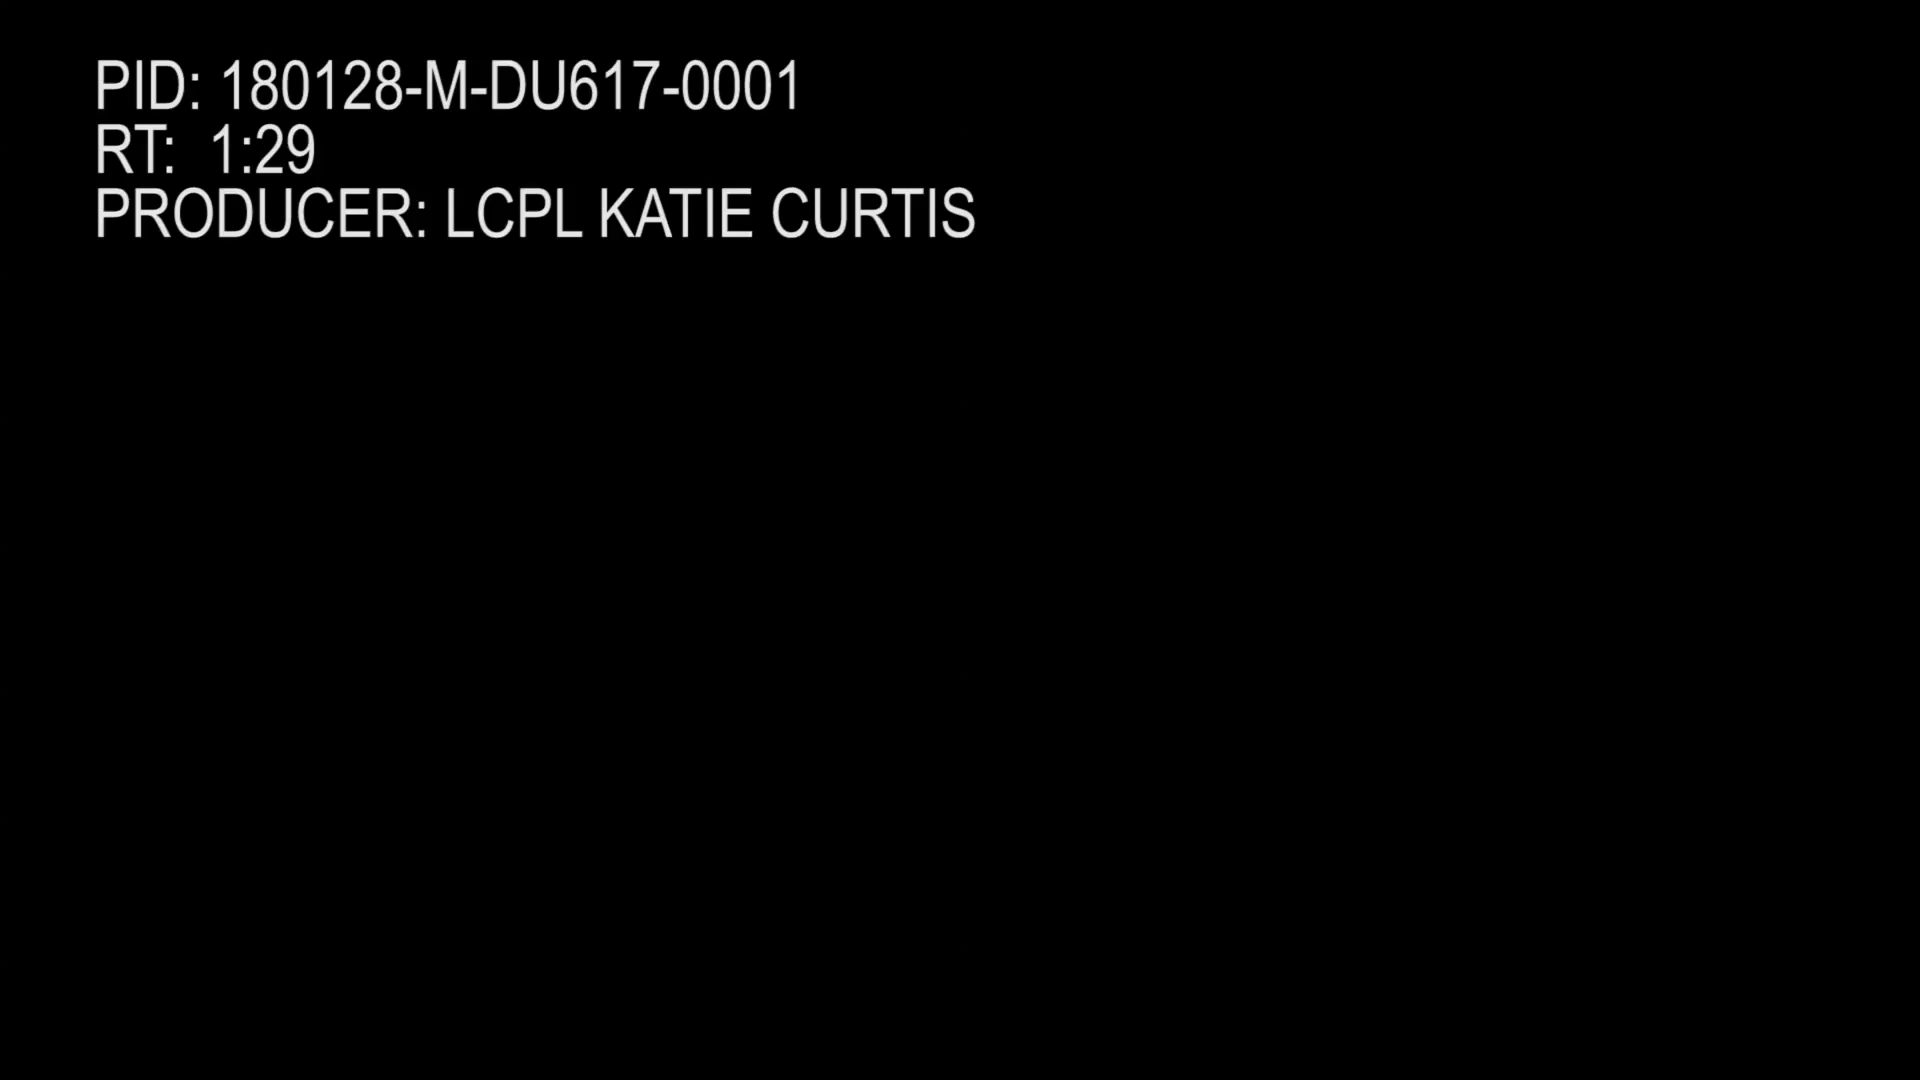 PID: 180128-M-DU617-0001
RT:  1:29
PRODUCER: LCPL KATIE CURTIS